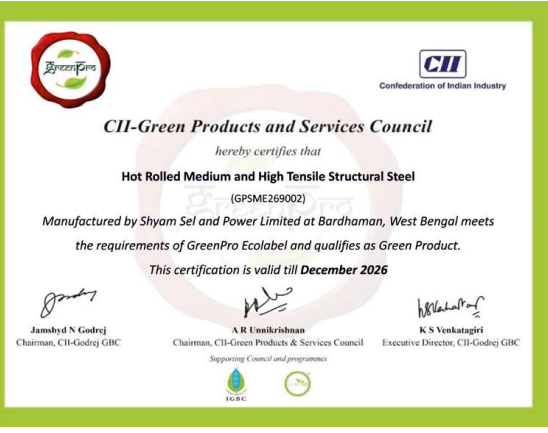 GreenPro
CII
Confederation of Indian Industry
CII-Green Products and Services Council
hereby certifies that
Hot Rolled Medium and High Tensile Structural Steel
(GPSME269002)
Manufactured by Shyam Sel and Power Limited at Bardhaman, West Bengal meets
the requirements of GreenPro Ecolabel and qualifies as Green Product.
This certification is valid till December 2026
Jamshyd N Godrej
A R Unnikrishnan
K S Venkatagiri
Chairman, CII-Godrej GBC
Chairman, CII-Green Products & Services Council
Executive Director, CII-Godrej GBC
Supporting Council and programmes
IGBC